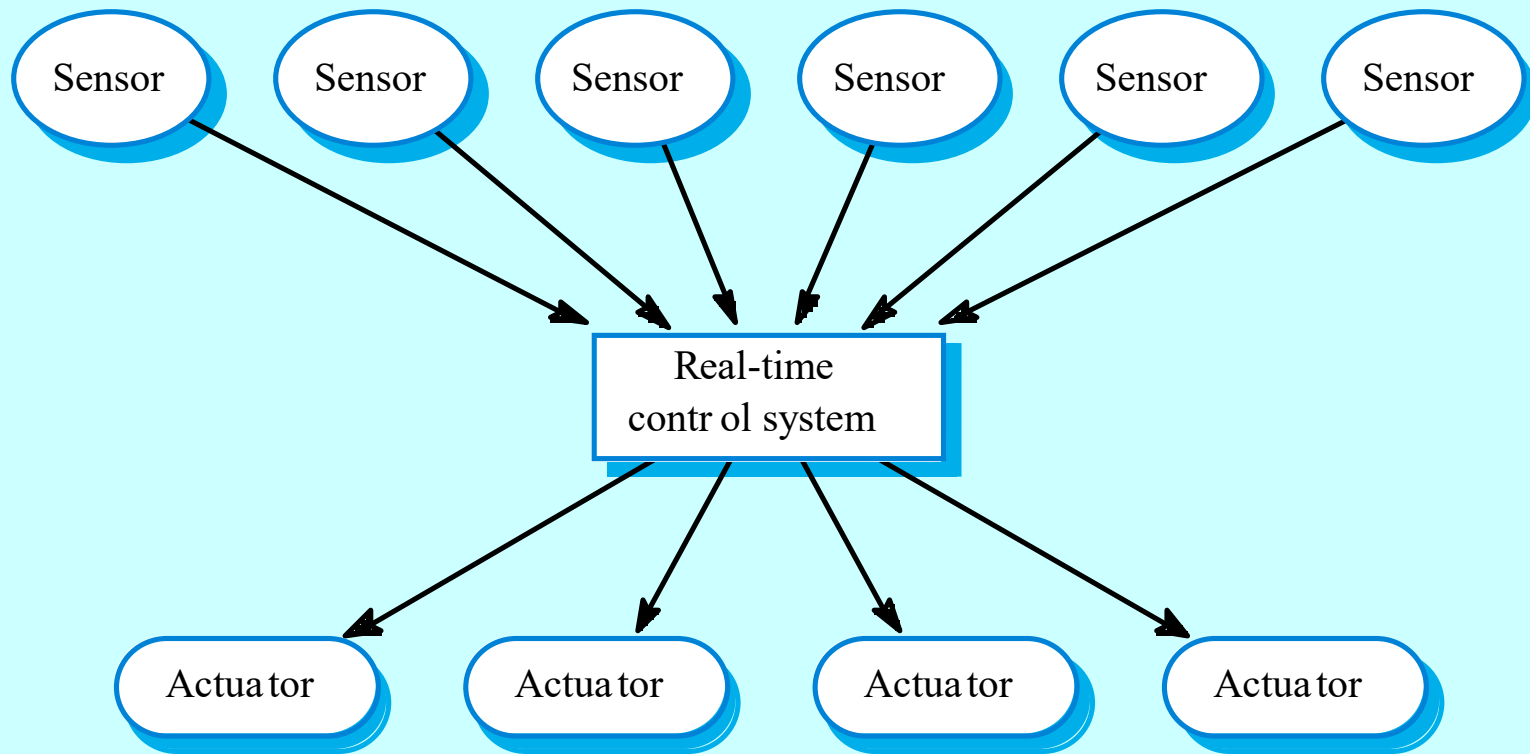 Sensor Sensor Sensor Sensor Sensor Sensor
Real-time
contr ol system
Actua tor Actua tor Actua tor Actua tor